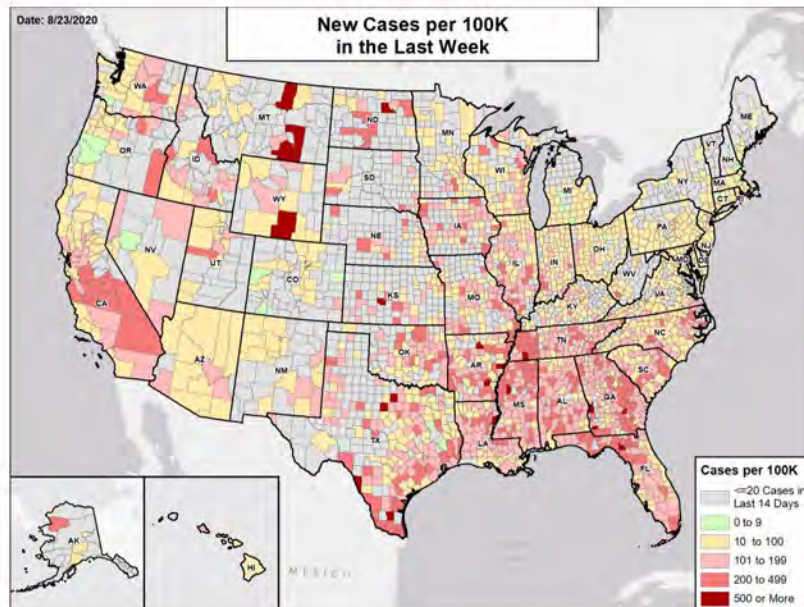 Date: 8/23/2020
New Cases per 100K
in the Last Week
WA
MT
ND
MN
ME
OR
ID
WI
VT
NH
SD
NY
MA
WY
MI
CT
RI
IA
PA
NE
NJ
NV
OH
MD
DE
UT
IL
IN
WV
CO
VA
CA
KS
MO
KY
NC
TN
OK
AZ
NM
AR
SC
MS
AL
GA
TX
LA
FL
Cases per 100K
<=20 Cases in
Last 14 Days
0 to 9
10 to 100
101 to 199
200 to 499
500 or More
AK
HI
MEXICO